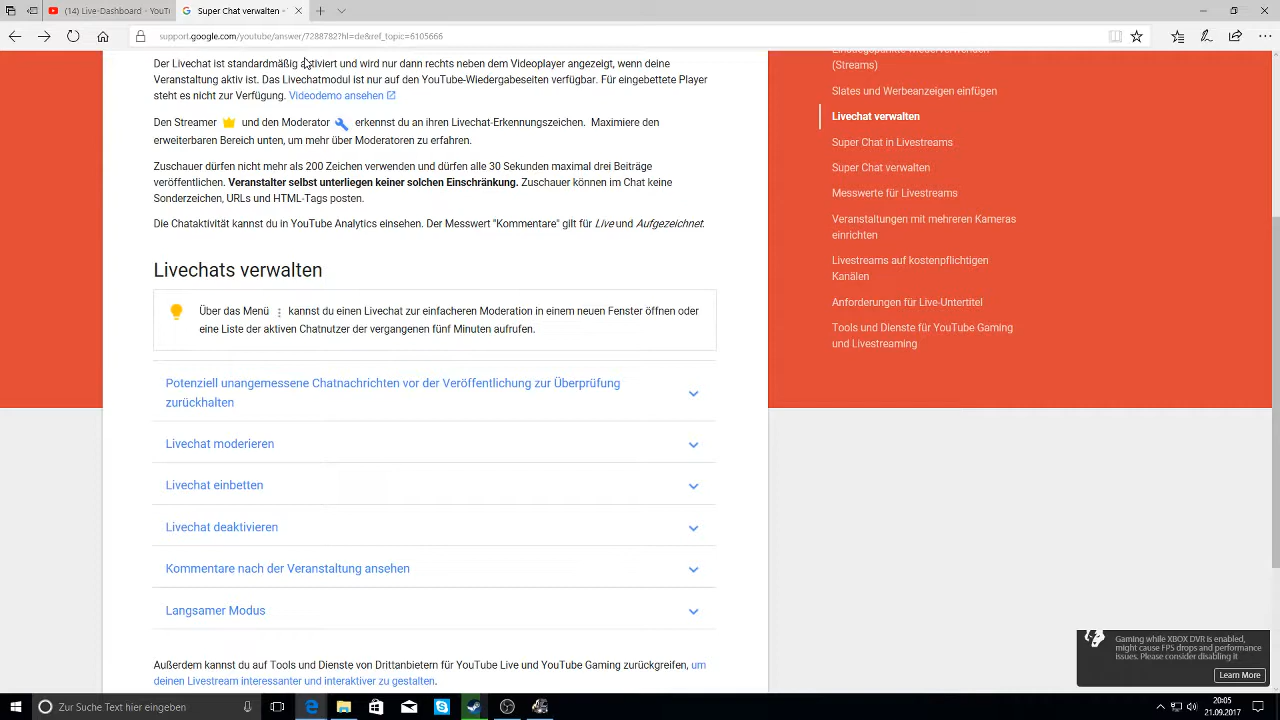 (14) Live-Dashboard - YouTub
Super Chat verwalten -
support.google.com/youtube/answer/7288782?hl=de&ref_topic=6105666
Der Livechat ist standardmäßig aktiviert und wird nur dann rechts neben dem Videoplayer angezeigt, wenn deine
Veranstaltung aktiv ist. Das Livechatmodul ist nur auf den YouTube-Wiedergabeseiten verfügbar. Für eingebettete Player
steht es nicht zur Verfügung. Videodemo ansehen
Den Streamer und den Moderator erkennst du an ihren Livechat-Erkennungszeichen. Maximiere den
erweiterbaren Bereich unten, um mehr über Moderatoren zu erfahren.
Zuschauer können nicht mehr als 200 Zeichen verwenden und dürfen alle 30 Sekunden maximal drei Beiträge
veröffentlichen. Veranstalter selbst unterliegen keiner solchen Einschränkung. Zuschauer können im Chat keine
Sonderzeichen, URLs und HTML-Tags posten.
Die Chataktivität kannst du in YouTube Analytics einsehen. Der Messwert "Kommentare" gilt für Live und Aufgezeichnet.
Livechats verwalten
Über das Menü kannst du einen Livechat zur einfacheren Moderation in einem neuen Fenster öffnen oder
eine Liste der aktiven Chatnutzer der vergangenen fünf Minuten aufrufen.
Potenziell unangemessene Chatnachrichten vor der Veröffentlichung zur Überprüfung
zurückhalten
Livechat moderieren
Livechat einbetten
Livechat deaktivieren
Kommentare nach der Veranstaltung ansehen
Langsamer Modus
Außerdem kannst du auf Tools und Dienste von Drittanbietern für YouTube Live und YouTube Gaming zurückgreifen, um
deinen Livestream interessanter und interaktiver zu gestalten.
(Streams)
Slates und Werbeanzeigen einfügen
Livechat verwalten
Super Chat in Livestreams
Super Chat verwalten
Messwerte für Livestreams
Veranstaltungen mit mehreren Kameras
einrichten
Livestreams auf kostenpflichtigen
Kanälen
Anforderungen für Live-Untertitel
Tools und Dienste für YouTube Gaming
und Livestreaming
Gaming while XBOX DVR is enabled,
might cause FPS drops and performance
issues. Please consider disabling it
Learn More
Zur Suche Text hier eingeben
20:05
21.09.2017